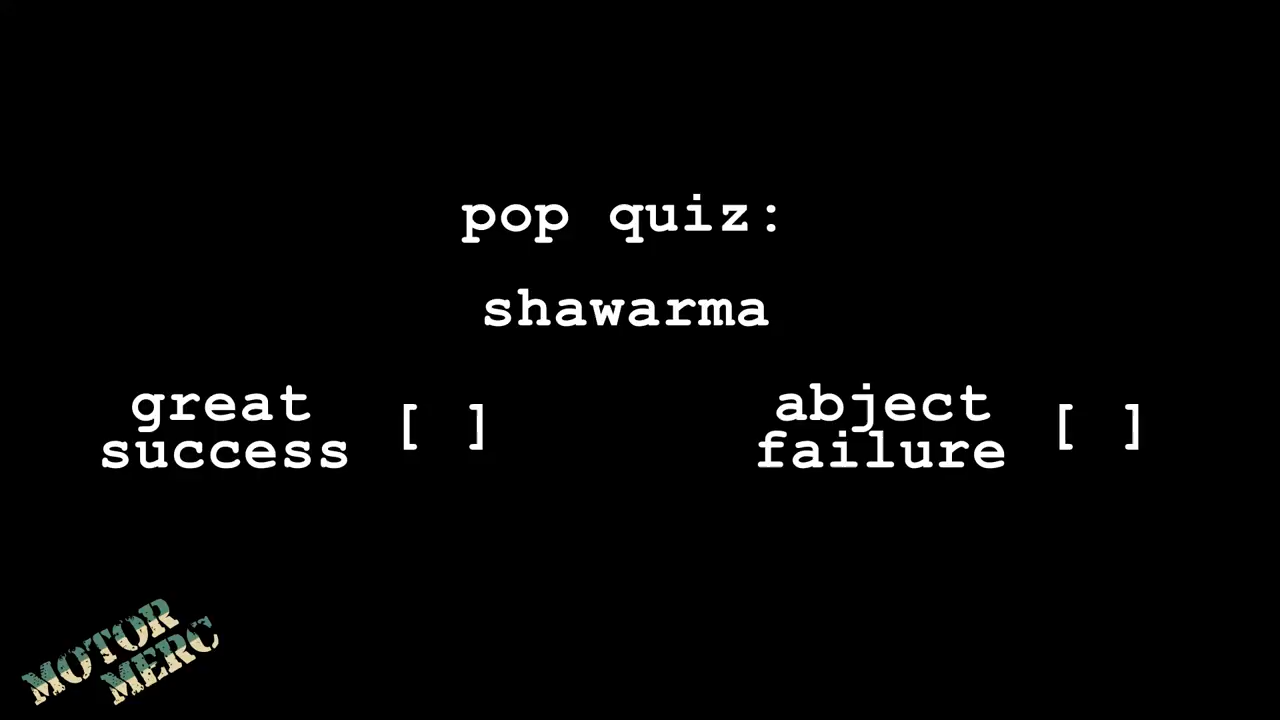 pop quiz:
shawarma
great
success [ ]
abject
failure [ ]
MOTOR
MERC